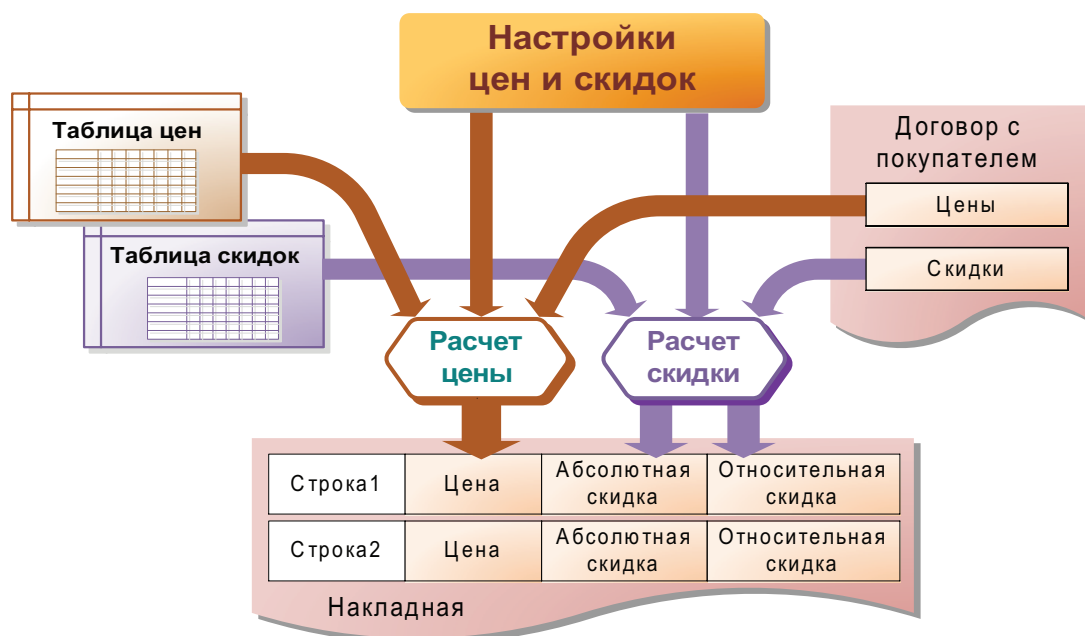 Настройки
цен и скидок
Таблица цен
Договор с
покупателем
Цены
Таблица скидок
Скидки
Расчет
цены
Расчет
скидки
Строка1
Цена
Абсолютная
скидка
Относительная
скидка
Строка2
Цена
Абсолютная
скидка
Относительная
скидка
Накладная